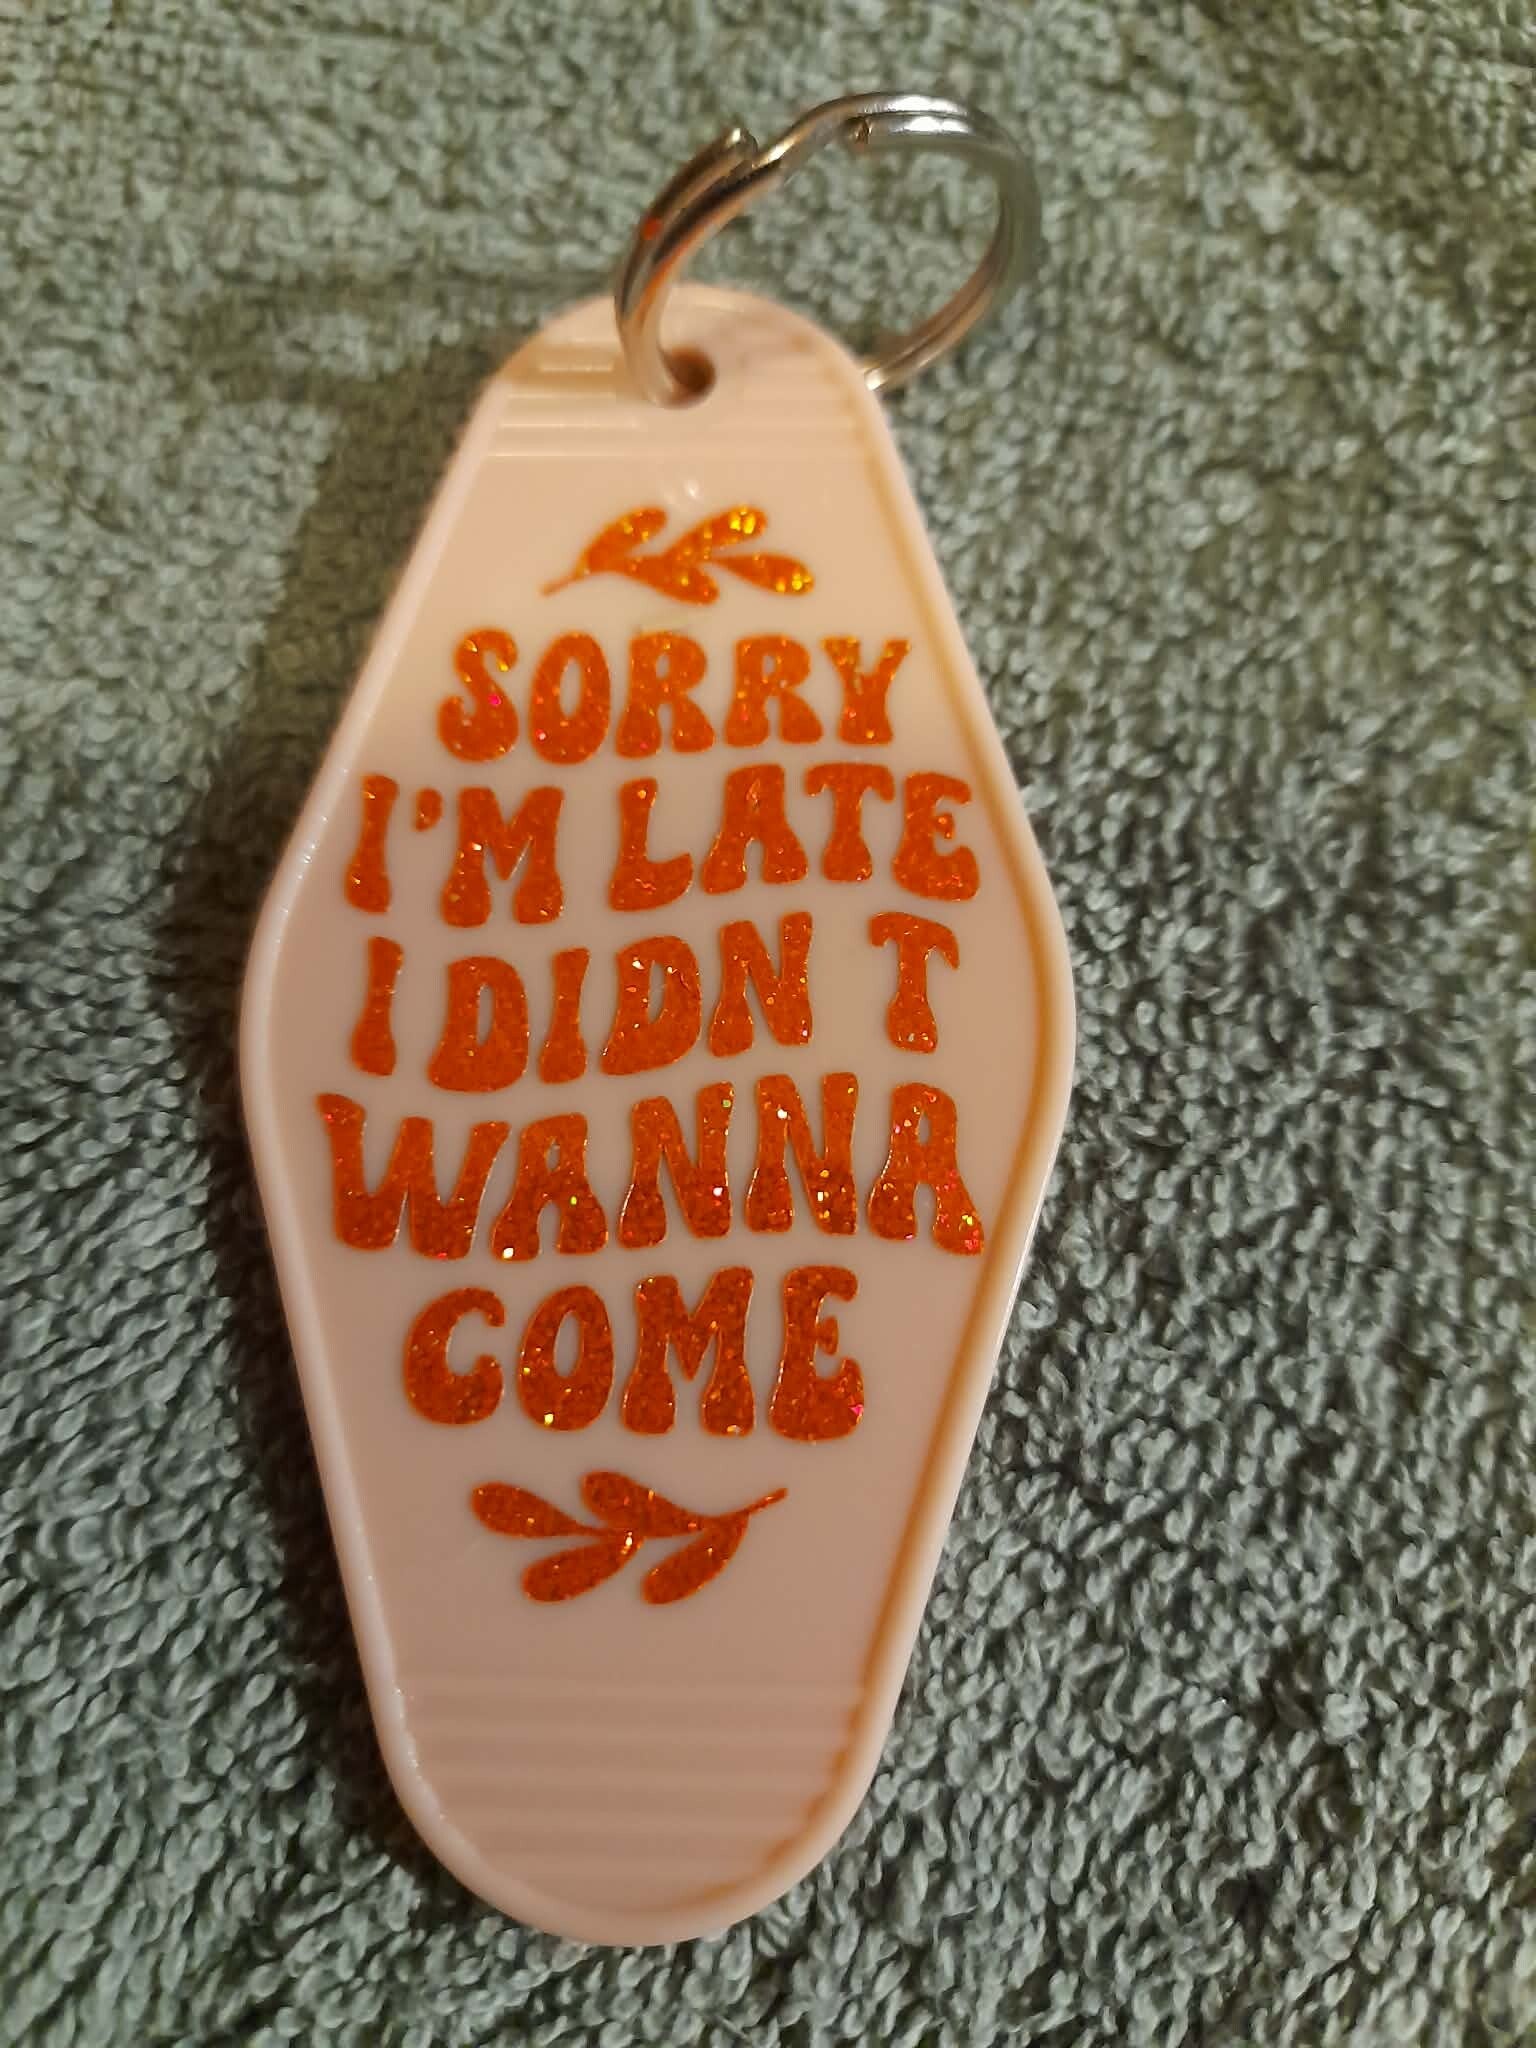 SORRY
I'M LATE
I DIDN T
WANNA
COME